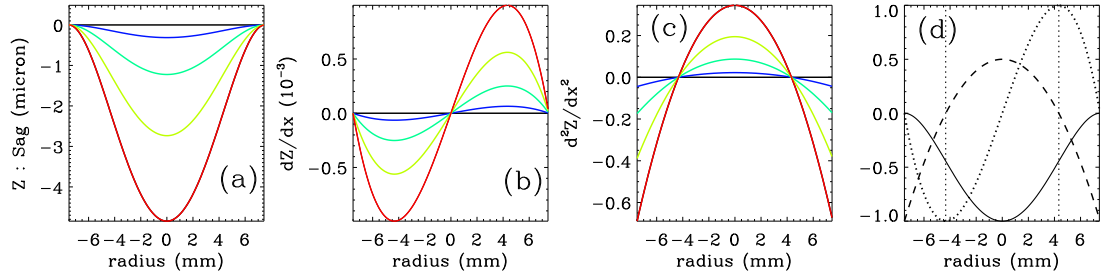 0
−1
−2
−3
−4
Z : Sag (micron)
(a)
−6 −4 −2 0 2 4 6
radius (mm)
0.5
0.0
−0.5
dZ/dx (10⁻³)
(b)
−6 −4 −2 0 2 4 6
radius (mm)
0.2
0.0
−0.2
−0.4
−0.6
d²Z/dx²
(c)
−6 −4 −2 0 2 4 6
radius (mm)
1.0
0.5
0.0
−0.5
−1.0
(d)
−6 −4 −2 0 2 4 6
radius (mm)